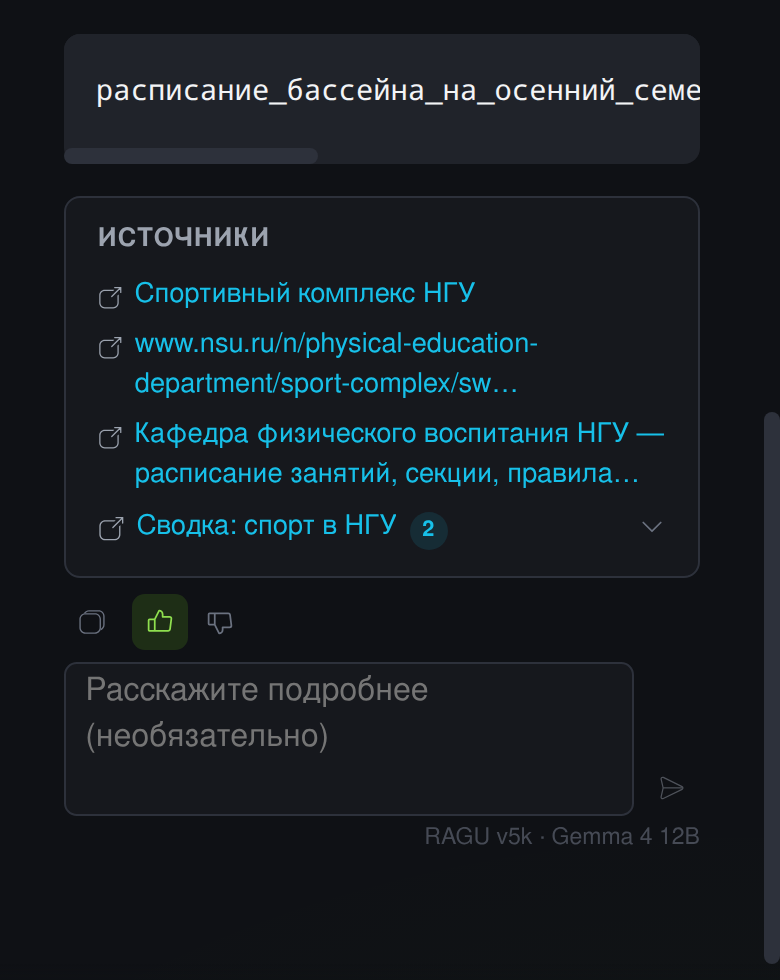 расписание_бассейна_на_осенний_семе
ИСТОЧНИКИ
Спортивный комплекс НГУ
www.nsu.ru/n/physical-education-
department/sport-complex/sw…
Кафедра физического воспитания НГУ —
расписание занятий, секции, правила…
Сводка: спорт в НГУ 2
Расскажите подробнее
(необязательно)
RAGU v5k · Gemma 4 12B